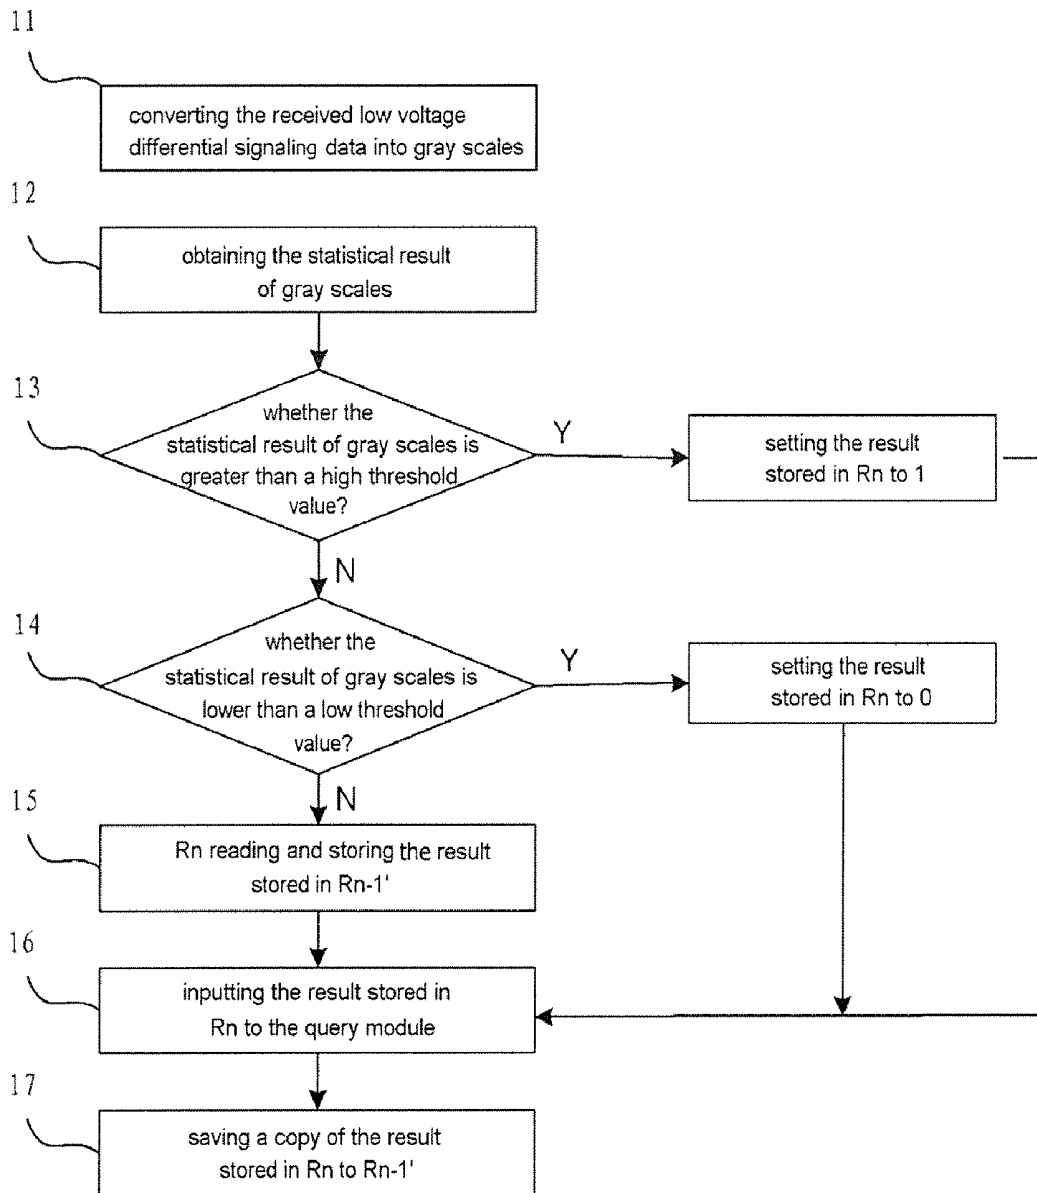 11
converting the received low voltage
differential signaling data into gray scales
12
obtaining the statistical result
of gray scales
13
whether the
statistical result of gray scales is
greater than a high threshold
value?
Y
setting the result
stored in Rn to 1
N
14
whether the
statistical result of gray scales is
lower than a low threshold
value?
Y
setting the result
stored in Rn to 0
N
15
Rn reading and storing the result
stored in Rn-1'
16
inputting the result stored in
Rn to the query module
17
saving a copy of the result
stored in Rn to Rn-1'